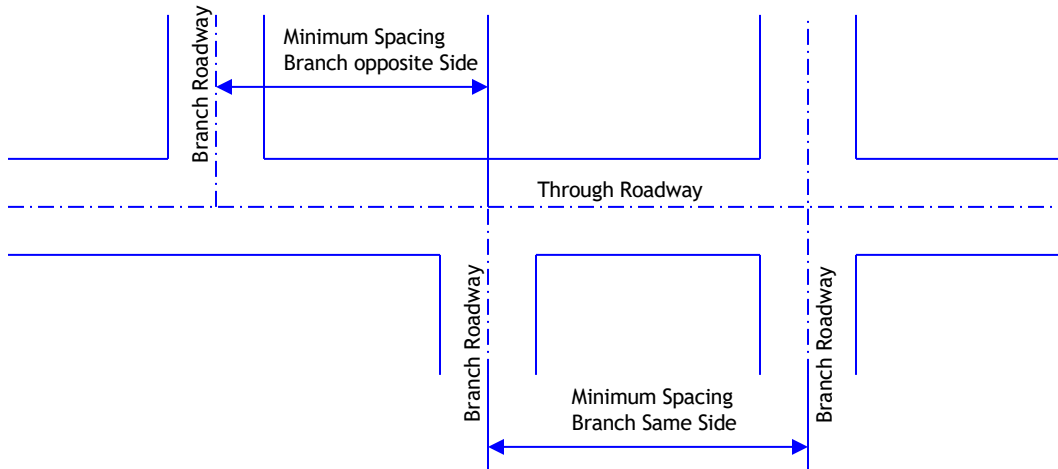 Branch Roadway
Minimum Spacing
Branch opposite Side
Through Roadway
Branch Roadway
Branch Roadway
Minimum Spacing
Branch Same Side